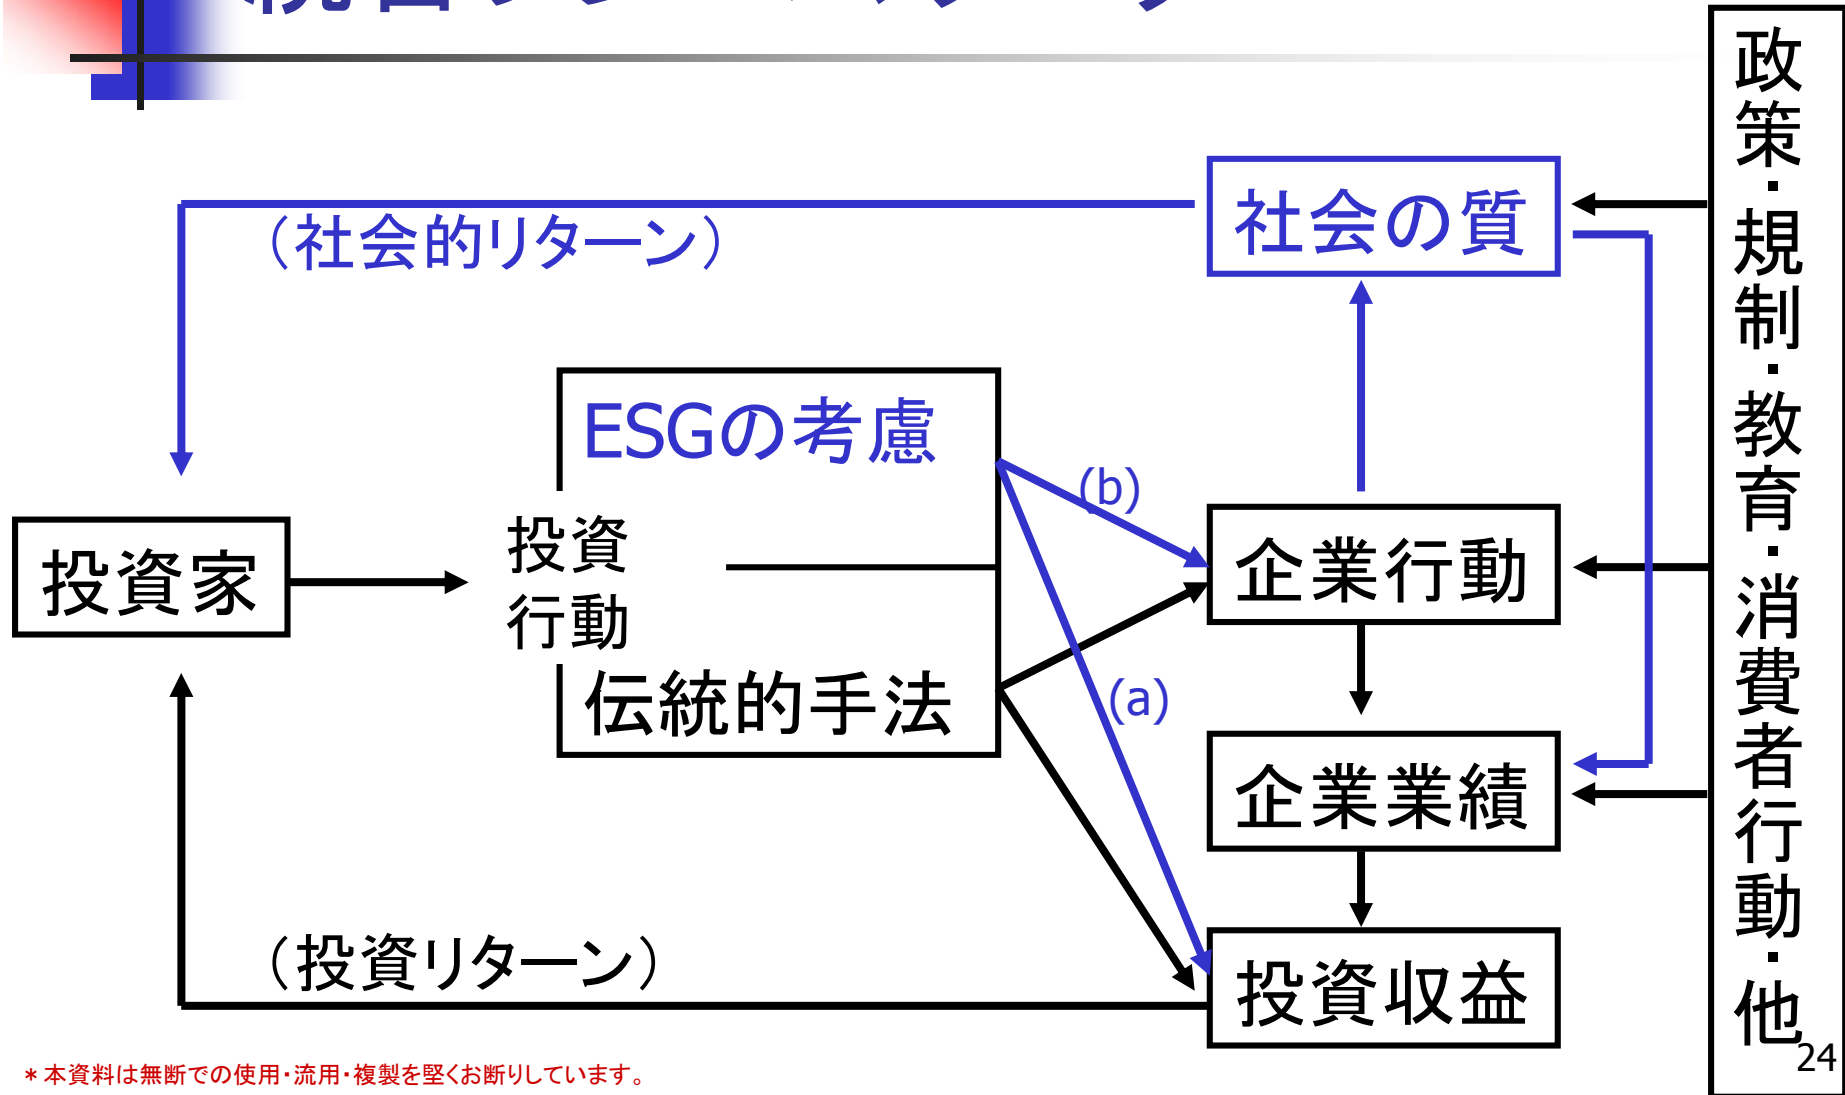 社会の質
（社会的リターン）
ESGの考慮
(b)
投資
行動
投資家
企業行動
伝統的手法
(a)
企業業績
（投資リターン）
投資収益
政策・規制・教育・消費者行動・他
24
*本資料は無断での使用・流用・複製を堅くお断りしています。